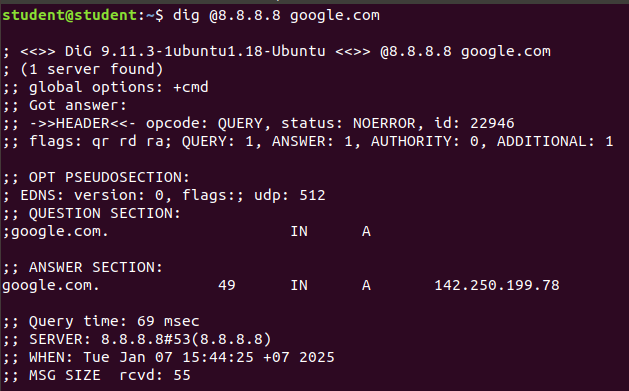 student@student:~$ dig @8.8.8.8 google.com

; <<>> DiG 9.11.3-1ubuntu1.18-Ubuntu <<>> @8.8.8.8 google.com
; (1 server found)
;; global options: +cmd
;; Got answer:
;; ->>HEADER<<- opcode: QUERY, status: NOERROR, id: 22946
;; flags: qr rd ra; QUERY: 1, ANSWER: 1, AUTHORITY: 0, ADDITIONAL: 1

;; OPT PSEUDOSECTION:
; EDNS: version: 0, flags:; udp: 512
;; QUESTION SECTION:
;google.com.			IN	A

;; ANSWER SECTION:
google.com.		49	IN	A	142.250.199.78

;; Query time: 69 msec
;; SERVER: 8.8.8.8#53(8.8.8.8)
;; WHEN: Tue Jan 07 15:44:25 +07 2025
;; MSG SIZE  rcvd: 55